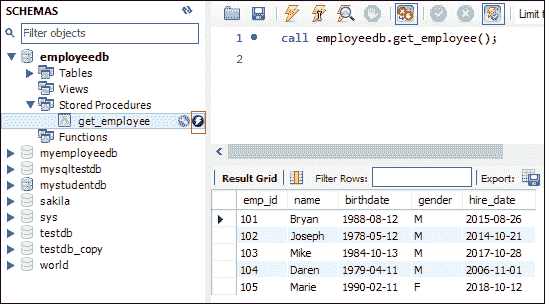 SCHEMAS
Filter objects
employeedb
Tables
Views
Stored Procedures
get_employee
Functions
myemployeedb
mysqltestdb
mystudentdb
sakila
sys
testdb
testdb_copy
world
Limit
1 call employeedb.get_employee();
2
Result Grid Filter Rows: Export:
emp_id name birthdate gender hire_date
101 Bryan 1988-08-12 M 2015-08-26
102 Joseph 1978-05-12 M 2014-10-21
103 Mike 1984-10-13 M 2017-10-28
104 Daren 1979-04-11 M 2006-11-01
105 Marie 1990-02-11 F 2018-10-12